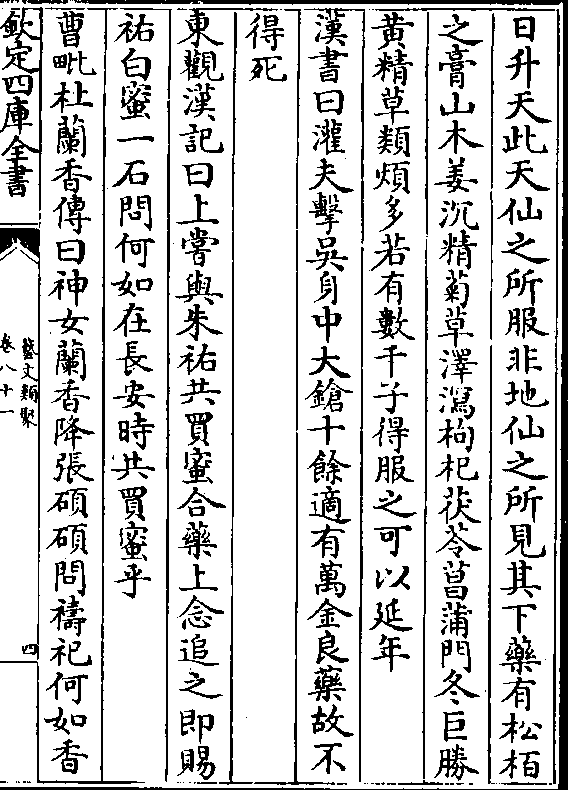 日升天此天仙之所服非地仙之所見其下藥有松栢
之膏山木姜沉精菊草澤瀉枸杞茯苓菖蒲門冬巨勝
黄精草類煩多若有數千子得服之可以延年
漢書曰灌夫擊吳身中大鎗十餘適有萬金良藥故不
得死
東觀漢記曰上嘗與朱祐共買蜜合藥上念追之即賜
祐白蜜一石問何如在長安時共買蜜乎
曹毗杜蘭香傳曰神女蘭香降張碩碩問禱祀何如香
欽定四庫全書
藝文類聚
卷八十一
四